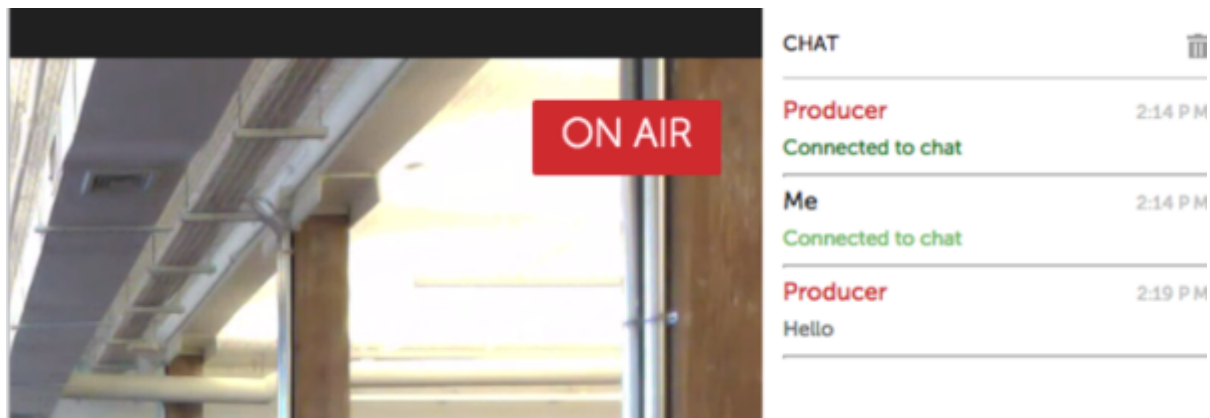 ON AIR
CHAT
Producer 2:14 PM
Connected to chat
Me 2:14 PM
Connected to chat
Producer 2:19 PM
Hello